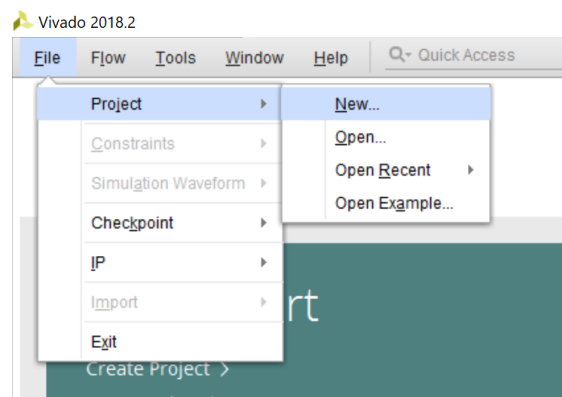 Vivado 2018.2
File Flow Tools Window Help Quick Access
Project
New...
Constraints
Open...
Simulation Waveform
Open Recent
Checkpoint
Open Example...
IP
Import
rt
Exit
Create Project